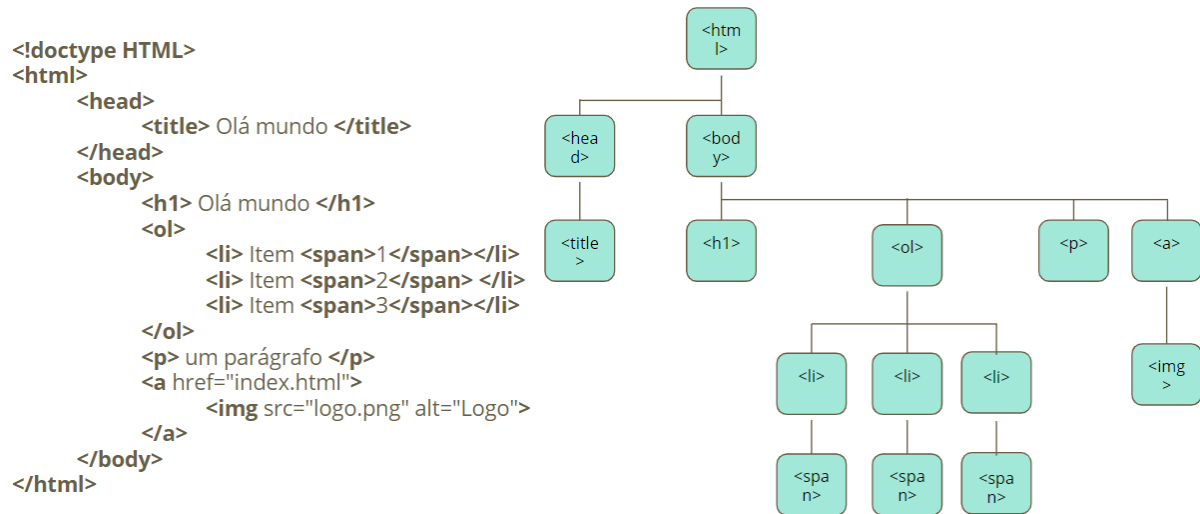 <!doctype HTML>
<html>
<head>
<title> Olá mundo </title>
</head>
<body>
<h1> Olá mundo </h1>
<ol>
<li> Item <span>1</span></li>
<li> Item <span>2</span> </li>
<li> Item <span>3</span></li>
</ol>
<p> um parágrafo </p>
<a href="index.html">
<img src="logo.png" alt="Logo">
</a>
</body>
</html>
<htm
l>
<hea
d>
<bod
y>
<title
>
<h1>
<ol>
<p>
<a>
<li>
<li>
<li>
<img
>
<spa
n>
<spa
n>
<spa
n>